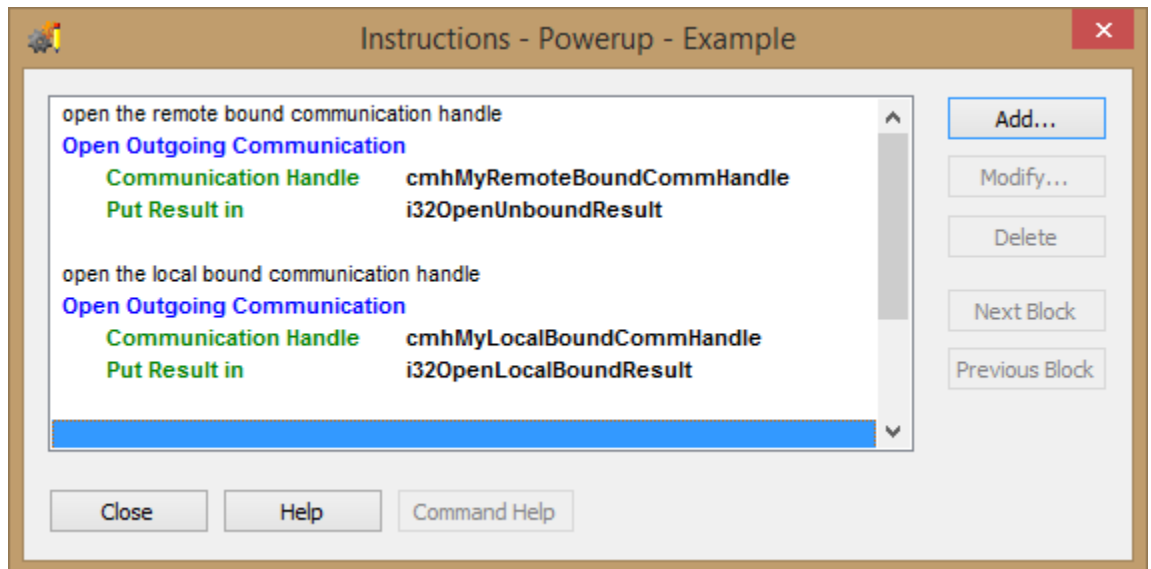 Instructions - Powerup - Example
open the remote bound communication handle
Open Outgoing Communication
Communication Handle cmhMyRemoteBoundCommHandle
Put Result in i32OpenUnboundResult
open the local bound communication handle
Open Outgoing Communication
Communication Handle cmhMyLocalBoundCommHandle
Put Result in i32OpenLocalBoundResult
Add...
Modify...
Delete
Next Block
Previous Block
Close Help Command Help